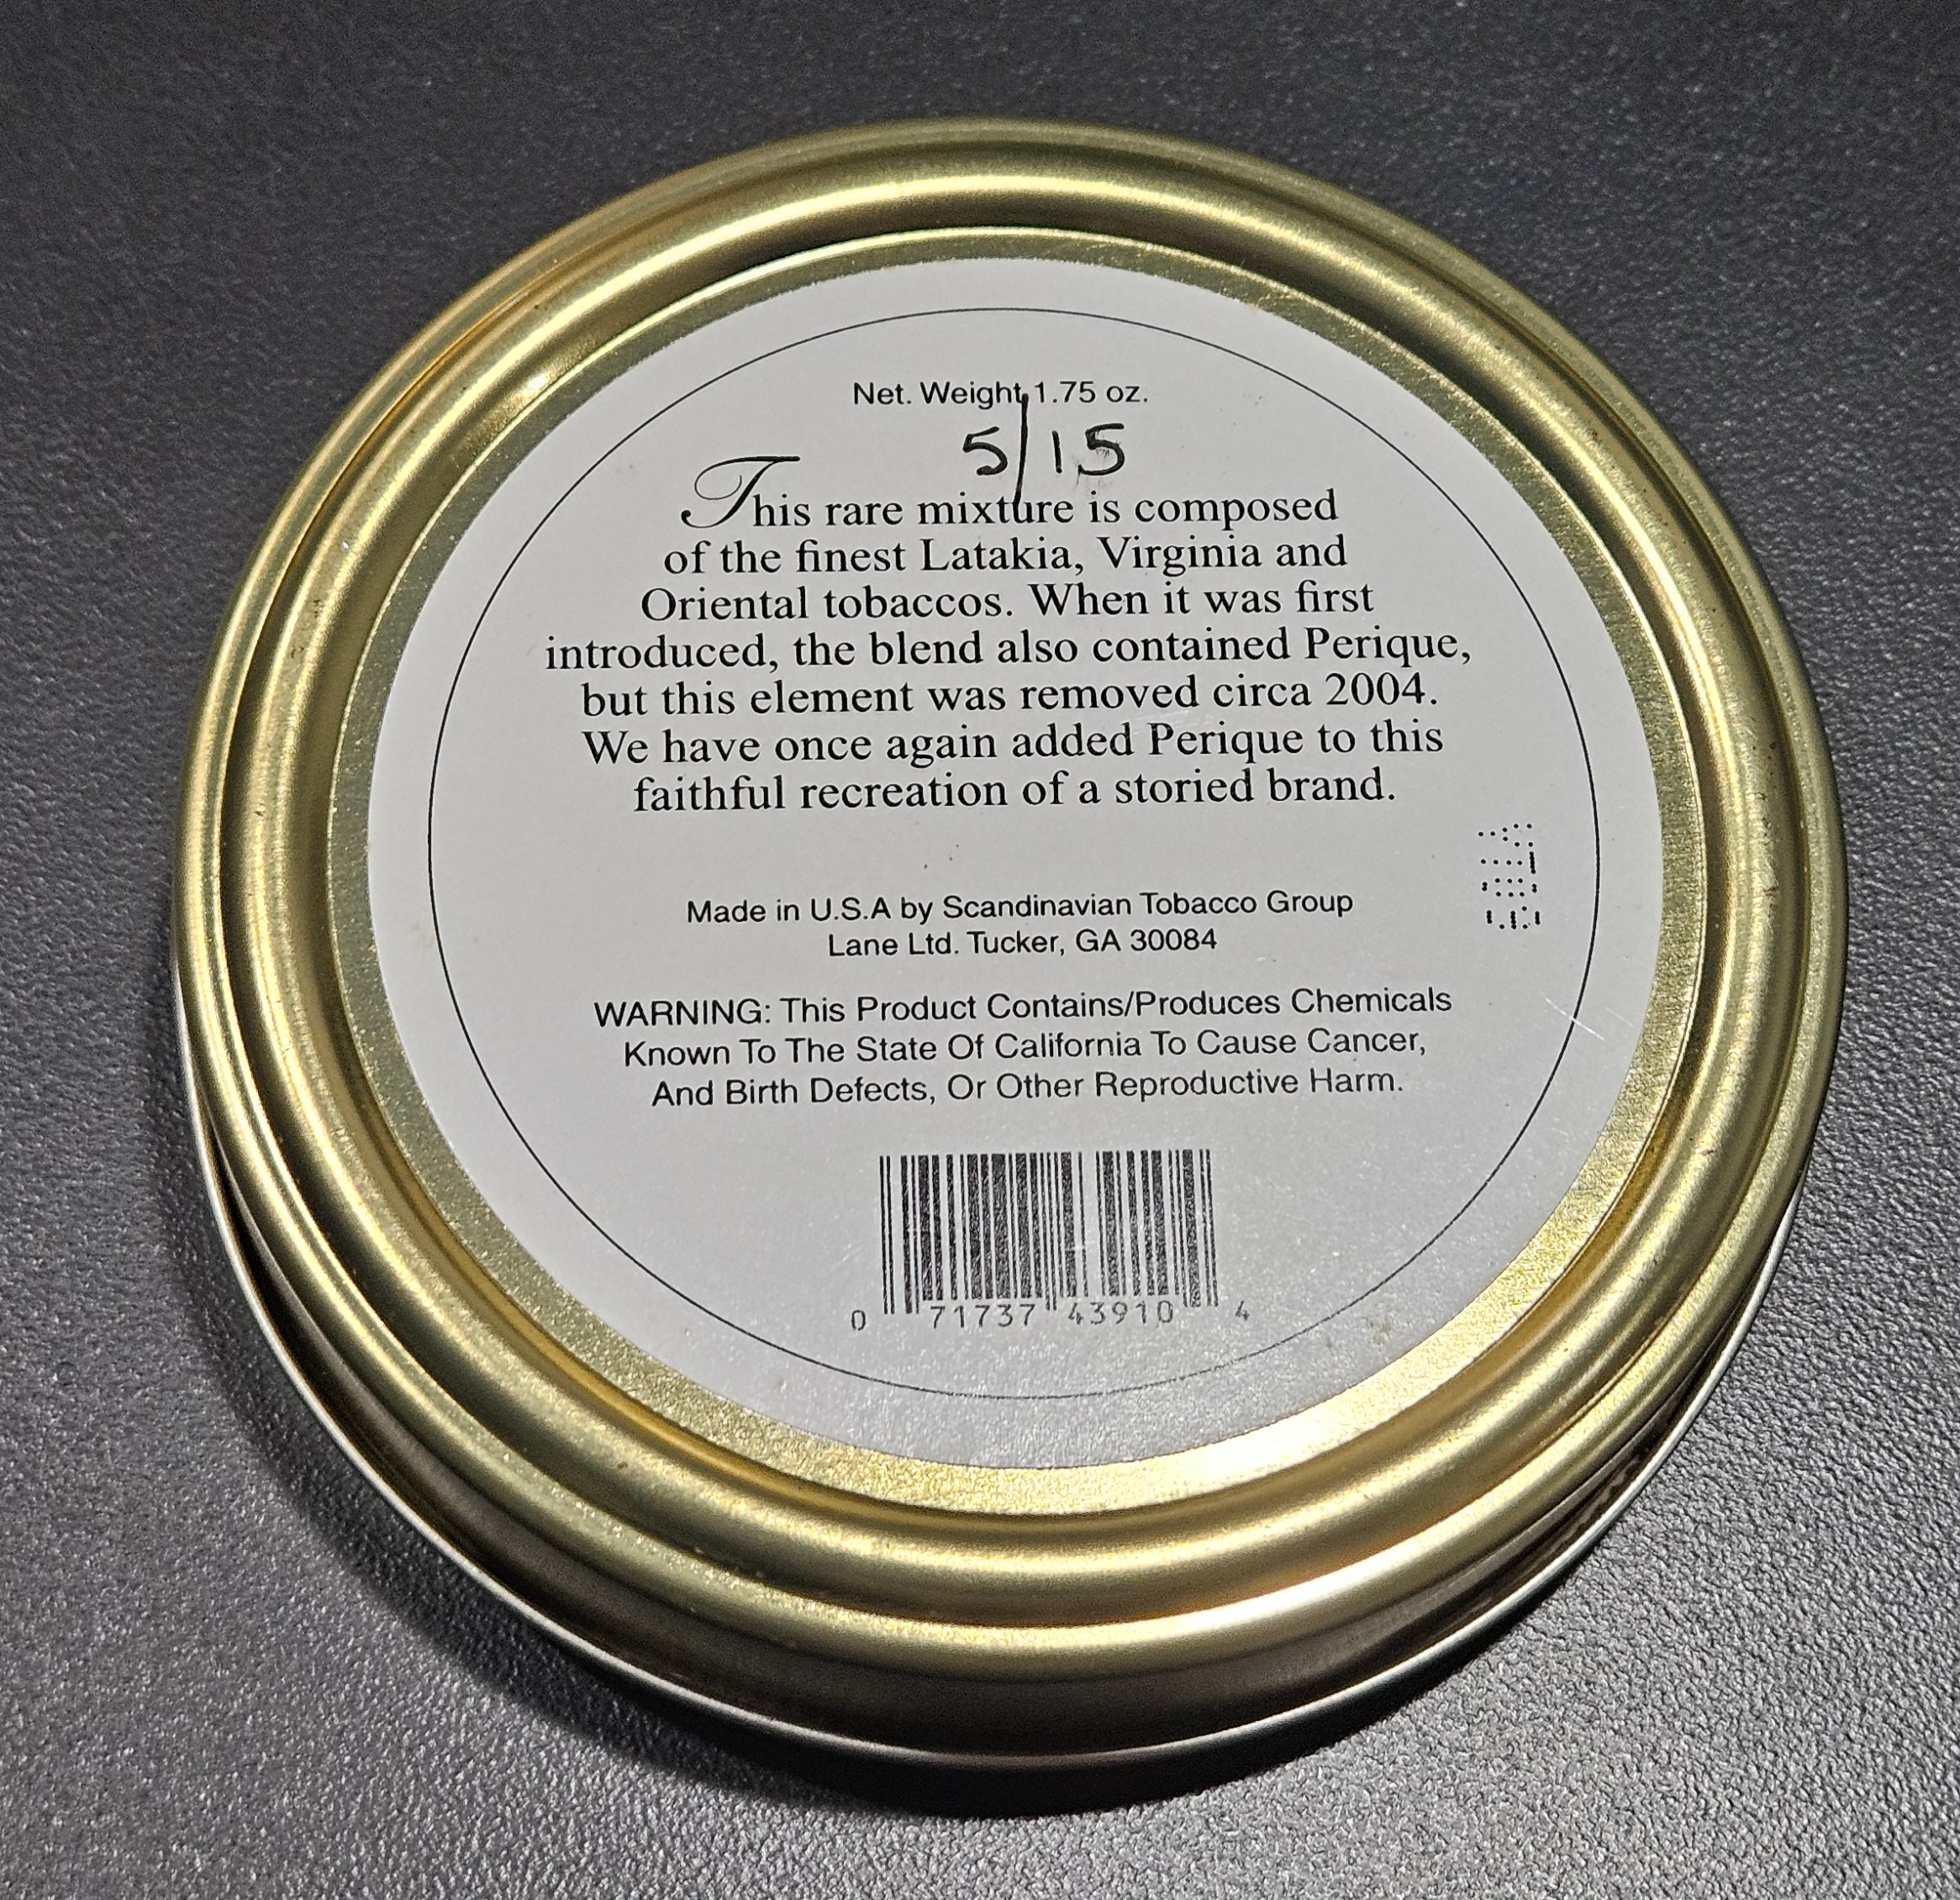 Net. Weight 1.75 oz.
5/15
This rare mixture is composed
of the finest Latakia, Virginia and
Oriental tobaccos. When it was first
introduced, the blend also contained Perique,
but this element was removed circa 2004.
We have once again added Perique to this
faithful recreation of a storied brand.
Made in U.S.A by Scandinavian Tobacco Group
Lane Ltd. Tucker, GA 30084
WARNING: This Product Contains/Produces Chemicals
Known To The State Of California To Cause Cancer,
And Birth Defects, Or Other Reproductive Harm.
0 71737 43910 4